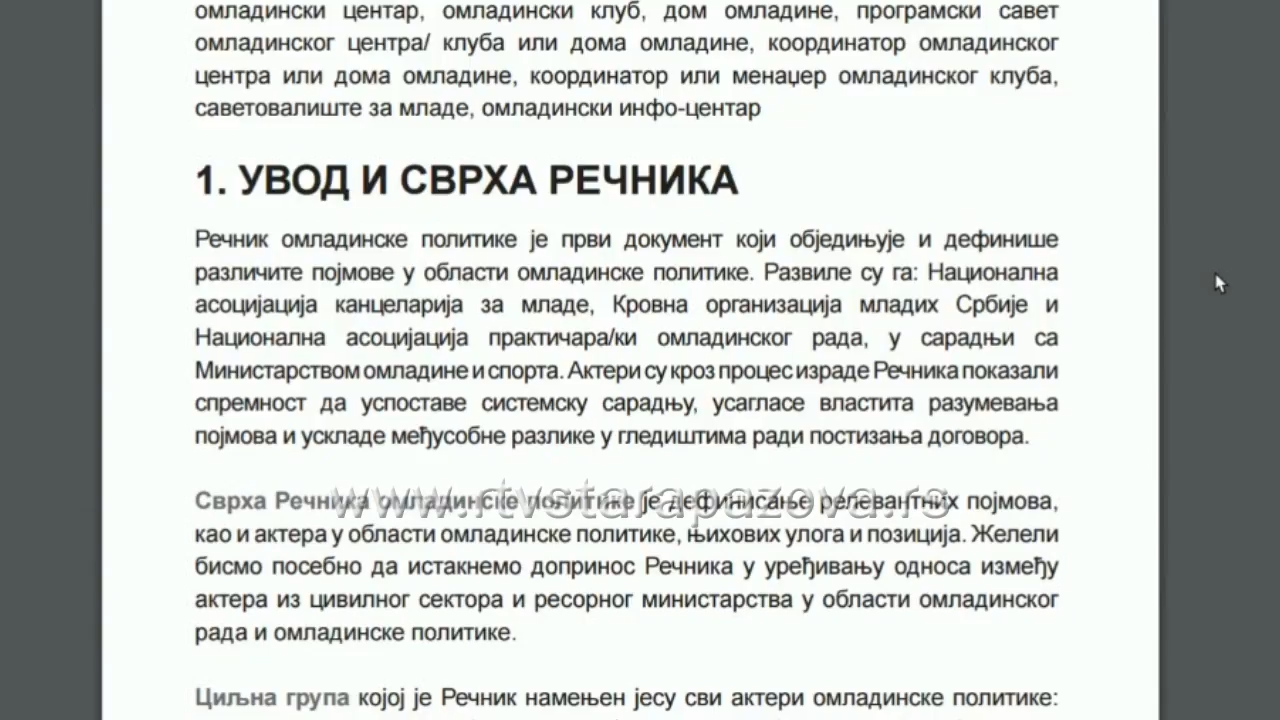 омладински центар, омладински клуб, дом омладине, програмски савет
омладинског центра/ клуба или дома омладине, координатор омладинског
центра или дома омладине, координатор или менаџер омладинског клуба,
саветовалиште за младе, омладински инфо-центар
1. УВОД И СВРХА РЕЧНИКА
Речник омладинске политике је први документ који обједињује и дефинише
различите појмове у области омладинске политике. Развиле су га: Национална
асоцијација канцеларија за младе, Кровна организација младих Србије и
Национална асоцијација практичара/ки омладинског рада, у сарадњи са
Министарством омладине и спорта. Актери су кроз процес израде Речника показали
спремност да успоставе системску сарадњу, усагласе властита разумевања
појмова и ускладе међусобне разлике у гледиштима ради постизања договора.
Сврха Речника омладинске политике је дефинисање релевантних појмова,
www.rtvstarapazova.rs
као и актера у области омладинске политике, њихових улога и позиција. Желели
бисмо посебно да истакнемо допринос Речника у уређивању односа између
актера из цивилног сектора и ресорног министарства у области омладинског
рада и омладинске политике.
Циљна група којој је Речник намењен јесу сви актери омладинске политике: